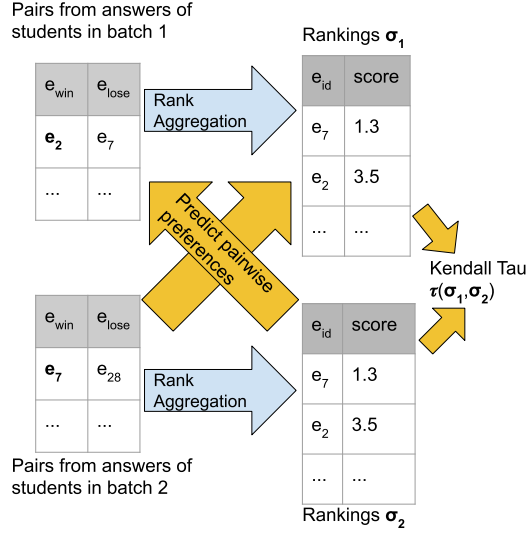 Pairs from answers of
students in batch 1
Rankings σ1
ewin elose
e2 e7
... ...
Rank
Aggregation
eid score
e7 1.3
e2 3.5
... ...
Predict pairwise
preferences
Kendall Tau
τ(σ1,σ2)
ewin elose
e7 e28
... ...
Rank
Aggregation
eid score
e7 1.3
e2 3.5
... ...
Pairs from answers of
students in batch 2
Rankings σ2